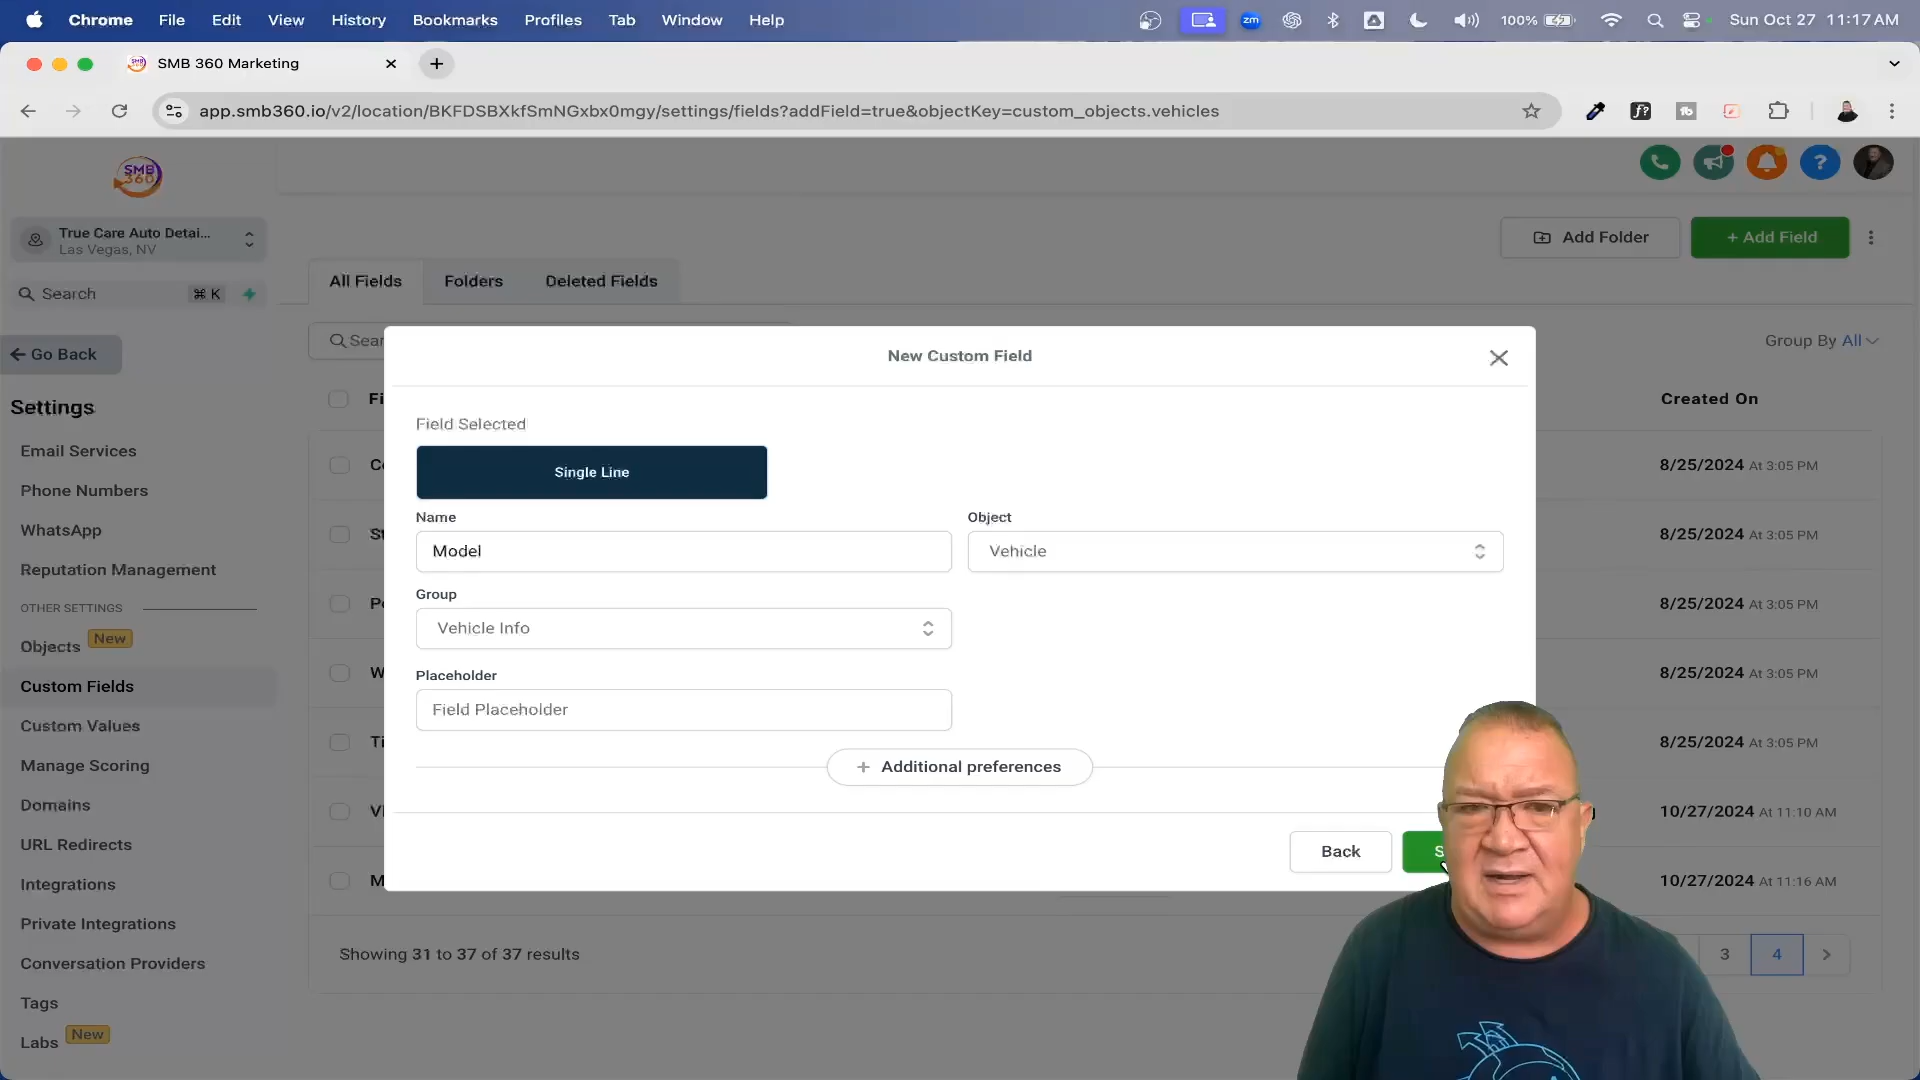 Chrome File Edit View History Bookmarks Profiles Tab Window Help zm 100% Sun Oct 27 11:17 AM
SMB 360 Marketing
app.smb360.io/v2/location/BKFDSBXkfSmNGxbx0mgy/settings/fields?addField=true&objectKey=custom_objects.vehicles
SMB
360
True Care Auto Detai...
Las Vegas, NV
Search ⌘ K
Go Back
Settings
Email Services
Phone Numbers
WhatsApp
Reputation Management
OTHER SETTINGS
Objects New
Custom Fields
Custom Values
Manage Scoring
Domains
URL Redirects
Integrations
Private Integrations
Conversation Providers
Tags
Labs New
Add Folder
+ Add Field
All Fields Folders Deleted Fields
Group By All
Created On
8/25/2024 At 3:05 PM
8/25/2024 At 3:05 PM
8/25/2024 At 3:05 PM
8/25/2024 At 3:05 PM
8/25/2024 At 3:05 PM
10/27/2024 At 11:10 AM
10/27/2024 At 11:16 AM
New Custom Field
Field Selected
Single Line
Name
Model
Object
Vehicle
Group
Vehicle Info
Placeholder
Field Placeholder
+ Additional preferences
Back
Showing 31 to 37 of 37 results
3 4